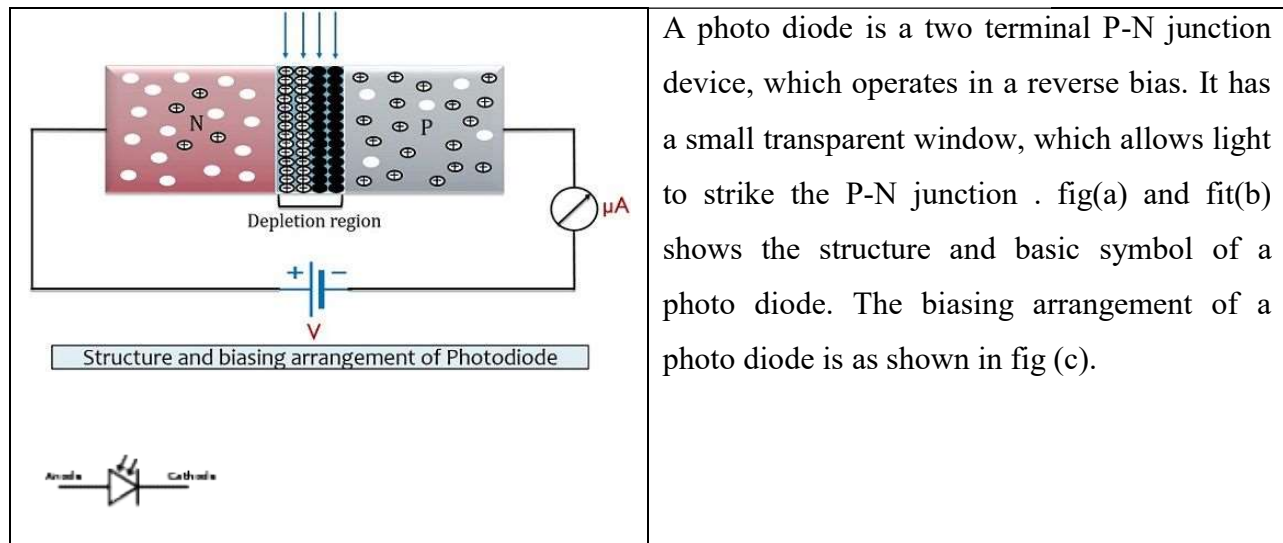 N
P
Depletion region
μA
+ −
V
Structure and biasing arrangement of Photodiode
Anode Cathode
A photo diode is a two terminal P-N junction
device, which operates in a reverse bias. It has
a small transparent window, which allows light
to strike the P-N junction . fig(a) and fit(b)
shows the structure and basic symbol of a
photo diode. The biasing arrangement of a
photo diode is as shown in fig (c).